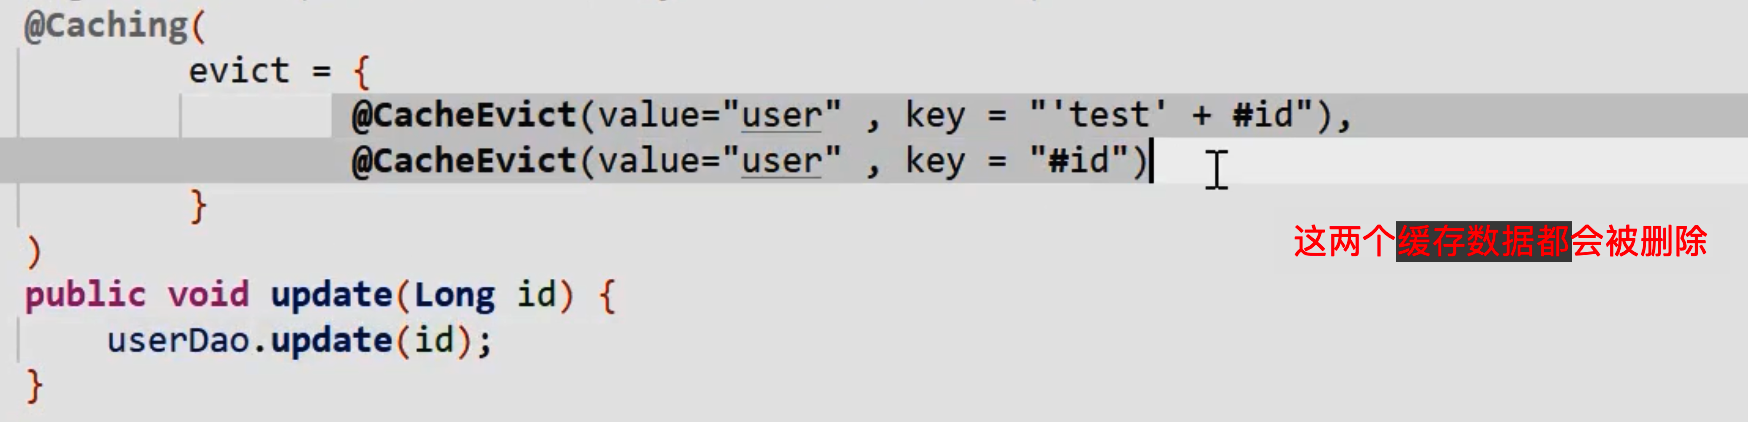 @Caching(
evict = {
@CacheEvict(value="user" , key = "'test' + #id"),
@CacheEvict(value="user" , key = "#id")
}
这两个缓存数据都会被删除
)
public void update(Long id) {
userDao.update(id);
}